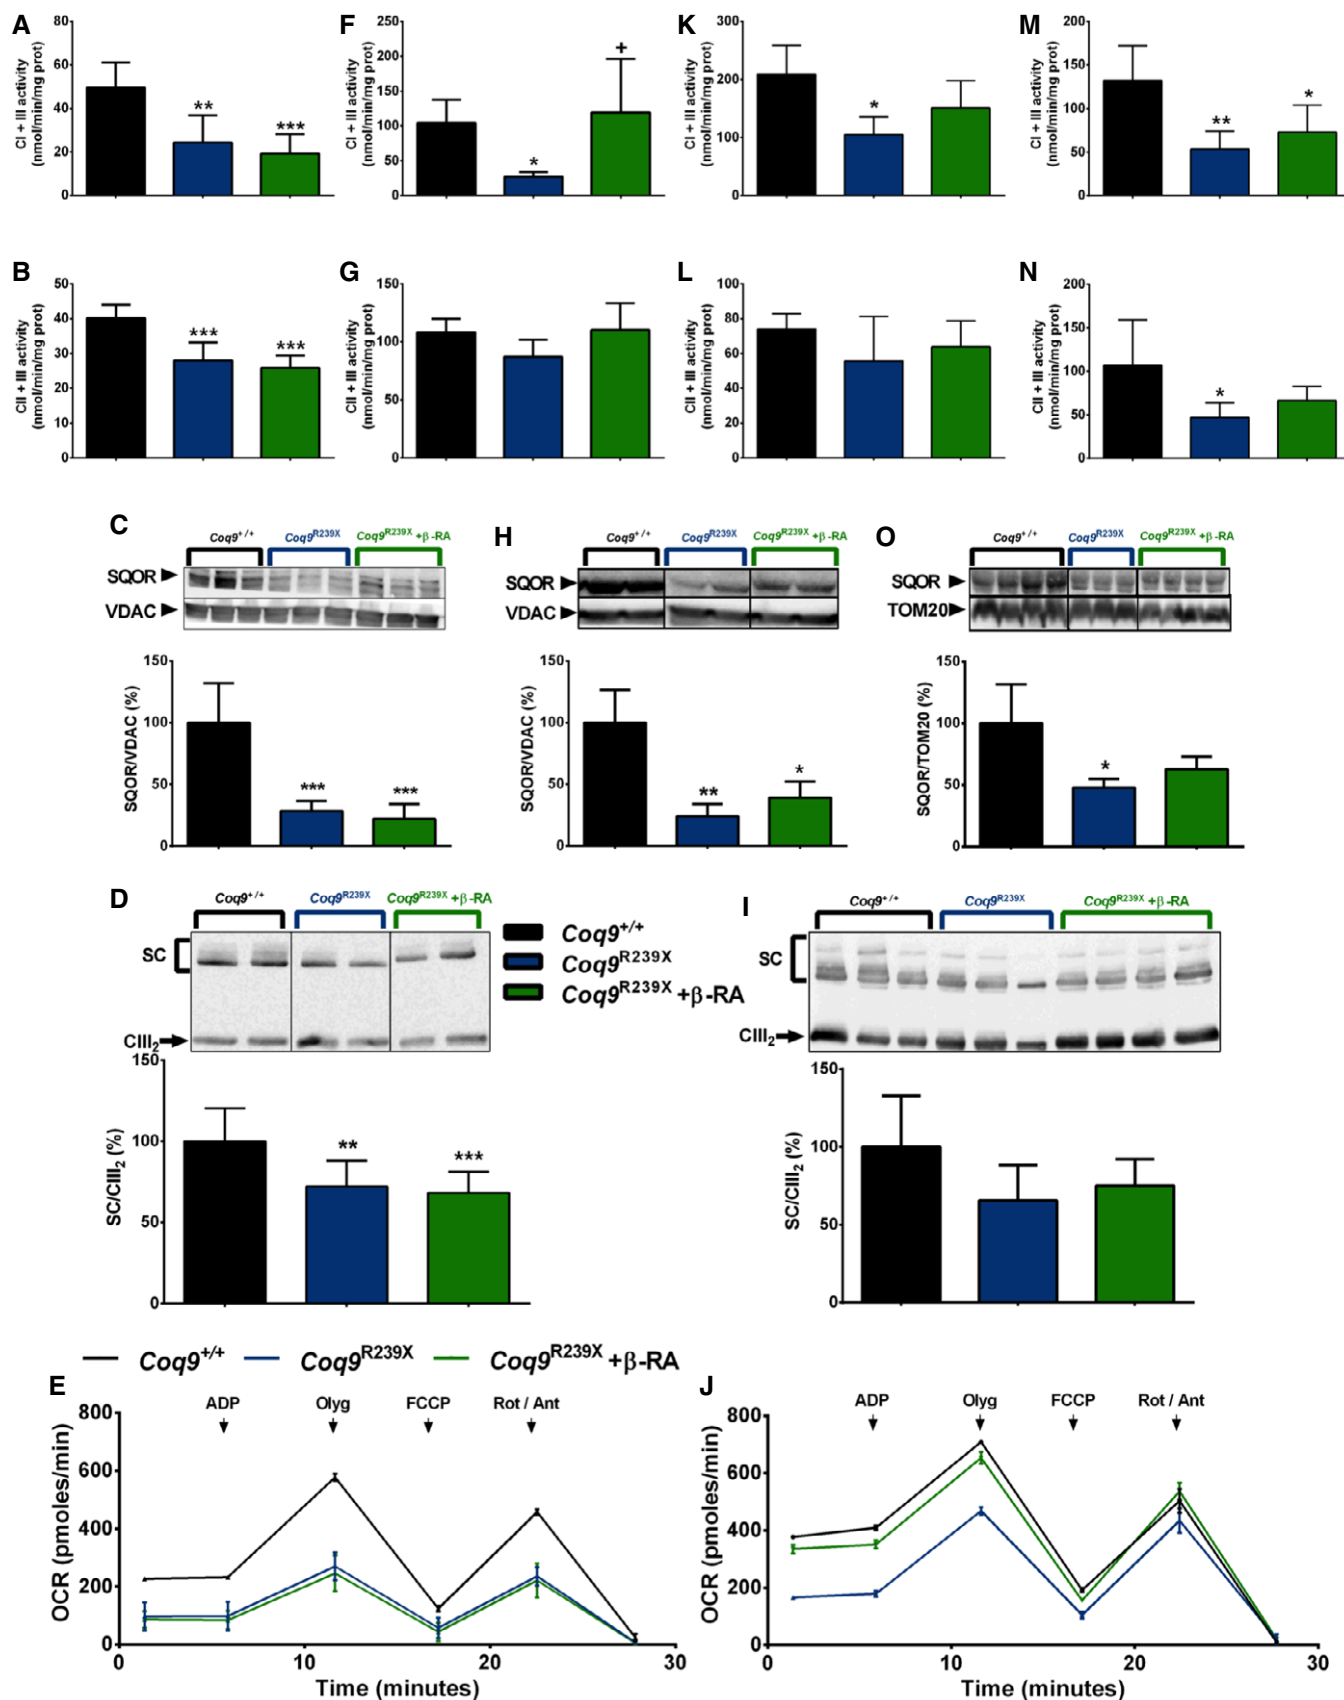 A
80
60
40
20
0
CI + III activity
(nmol/min/mg prot)
**
***
F
250
200
150
100
50
0
CI + III activity
(nmol/min/mg prot)
*
+
K
300
200
100
0
CI + III activity
(nmol/min/mg prot)
*
M
200
150
100
50
0
CI + III activity
(nmol/min/mg prot)
**
*
B
50
40
30
20
10
0
CII + III activity
(nmol/min/mg prot)
***
***
G
150
100
50
0
CII + III activity
(nmol/min/mg prot)
L
100
80
60
40
20
0
CII + III activity
(nmol/min/mg prot)
N
200
150
100
50
0
CII + III activity
(nmol/min/mg prot)
*
C
Coq9+/+ Coq9R239X Coq9R239X +β-RA
SQOR
VDAC
150
100
50
0
SQOR/VDAC (%)
***
***
H
Coq9+/+ Coq9R239X Coq9R239X +β-RA
SQOR
VDAC
150
100
50
0
SQOR/VDAC (%)
**
*
O
Coq9+/+ Coq9R239X Coq9R239X +β-RA
SQOR
TOM20
150
100
50
0
SQOR/TOM20 (%)
*
D
Coq9+/+ Coq9R239X Coq9R239X +β-RA
SC
CIII2
150
100
50
0
SC/CIII2 (%)
**
***
Coq9+/+
Coq9R239X
Coq9R239X +β-RA
I
Coq9+/+ Coq9R239X Coq9R239X +β-RA
SC
CIII2
150
100
50
0
SC/CIII2 (%)
Coq9+/+ Coq9R239X Coq9R239X +β-RA
E
ADP Olyg FCCP Rot / Ant
800
600
400
200
0
OCR (pmoles/min)
0 10 20 30
Time (minutes)
J
ADP Olyg FCCP Rot / Ant
800
600
400
200
0
OCR (pmoles/min)
0 10 20 30
Time (minutes)